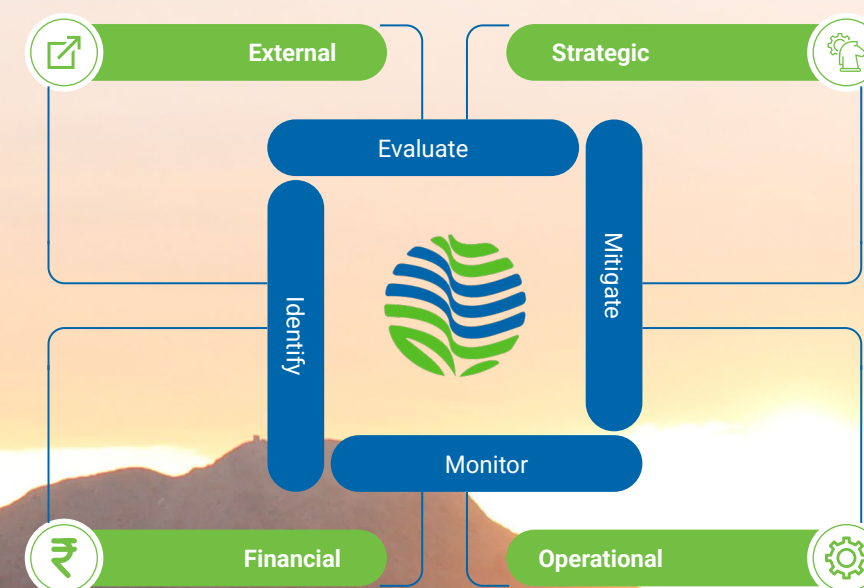 External
Strategic
Evaluate
Mitigate
Identify
Monitor
₹
Financial
Operational